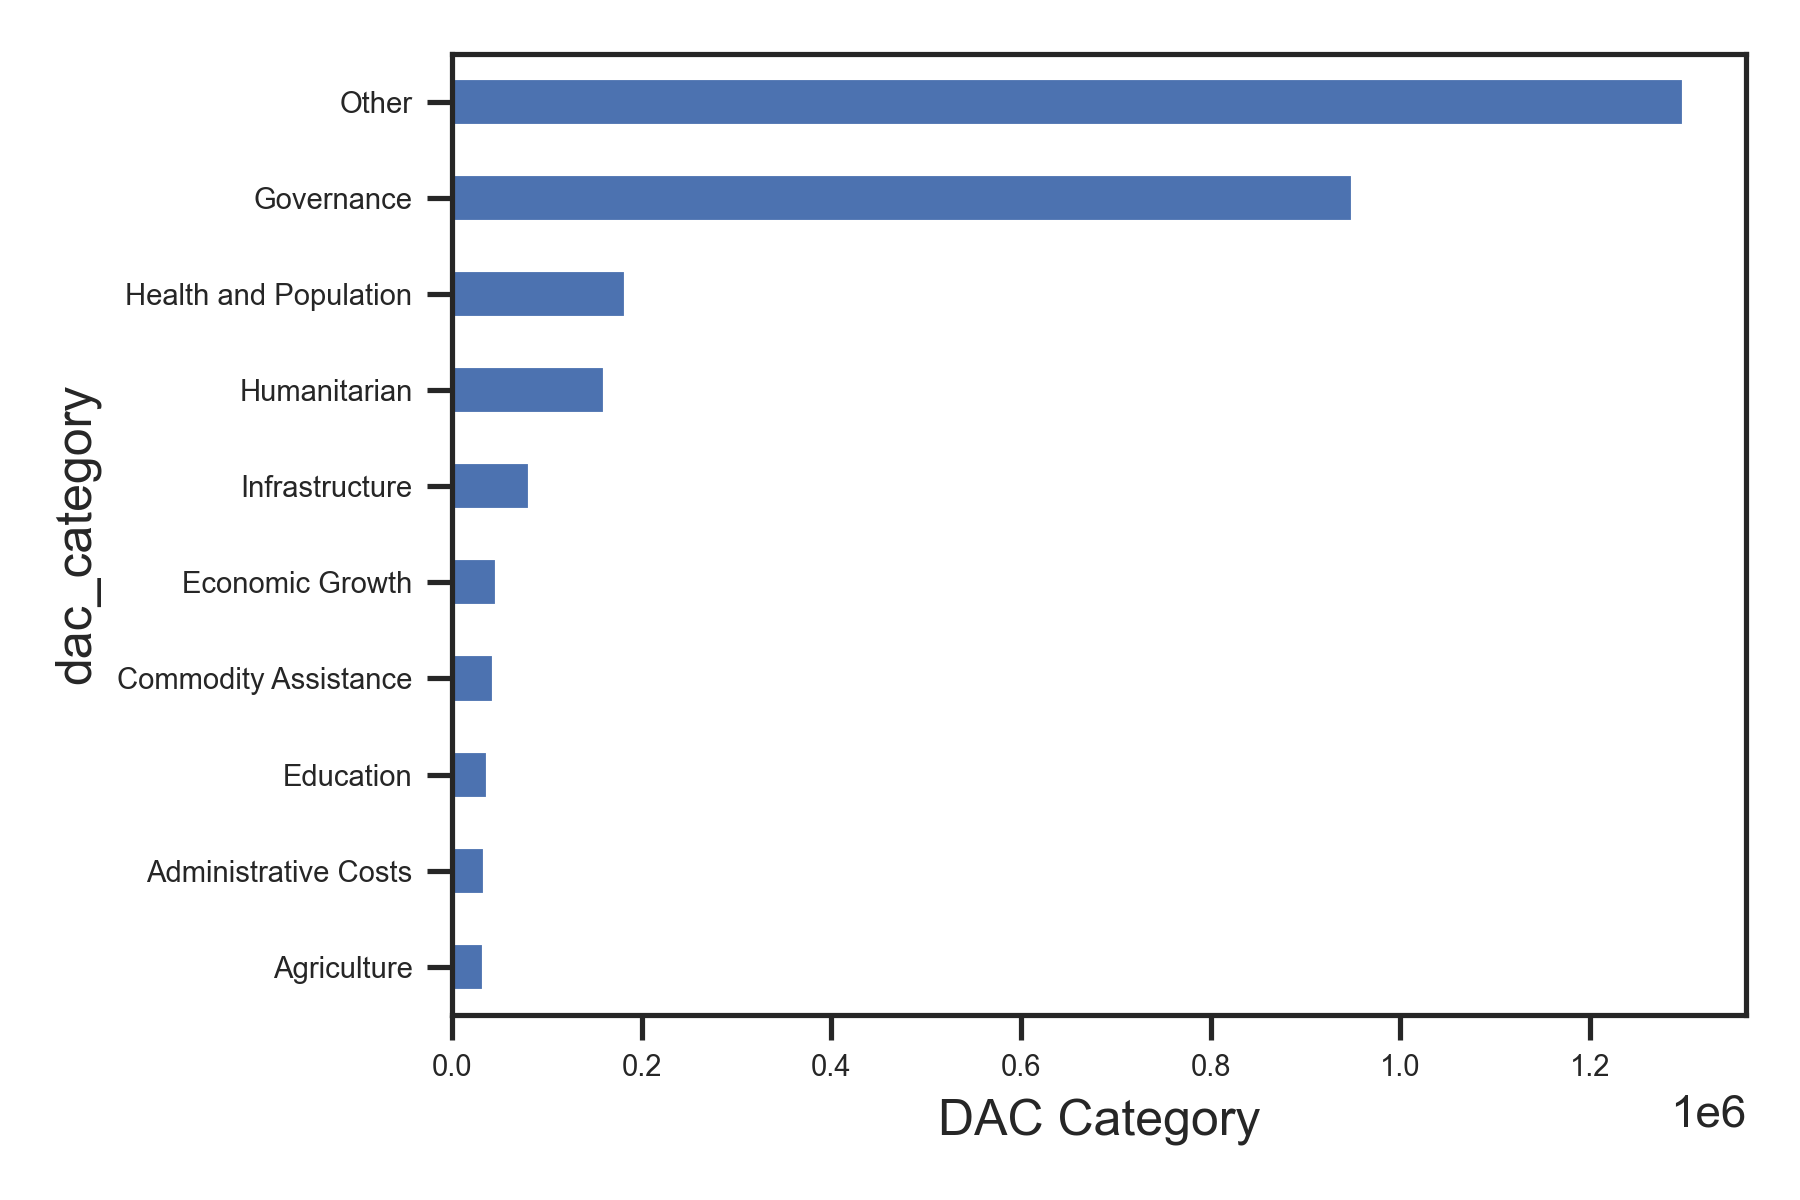 Other
Governance
Health and Population
Humanitarian
Infrastructure
Economic Growth
Commodity Assistance
Education
Administrative Costs
Agriculture
dac_category
0.0 0.2 0.4 0.6 0.8 1.0 1.2
DAC Category
1e6